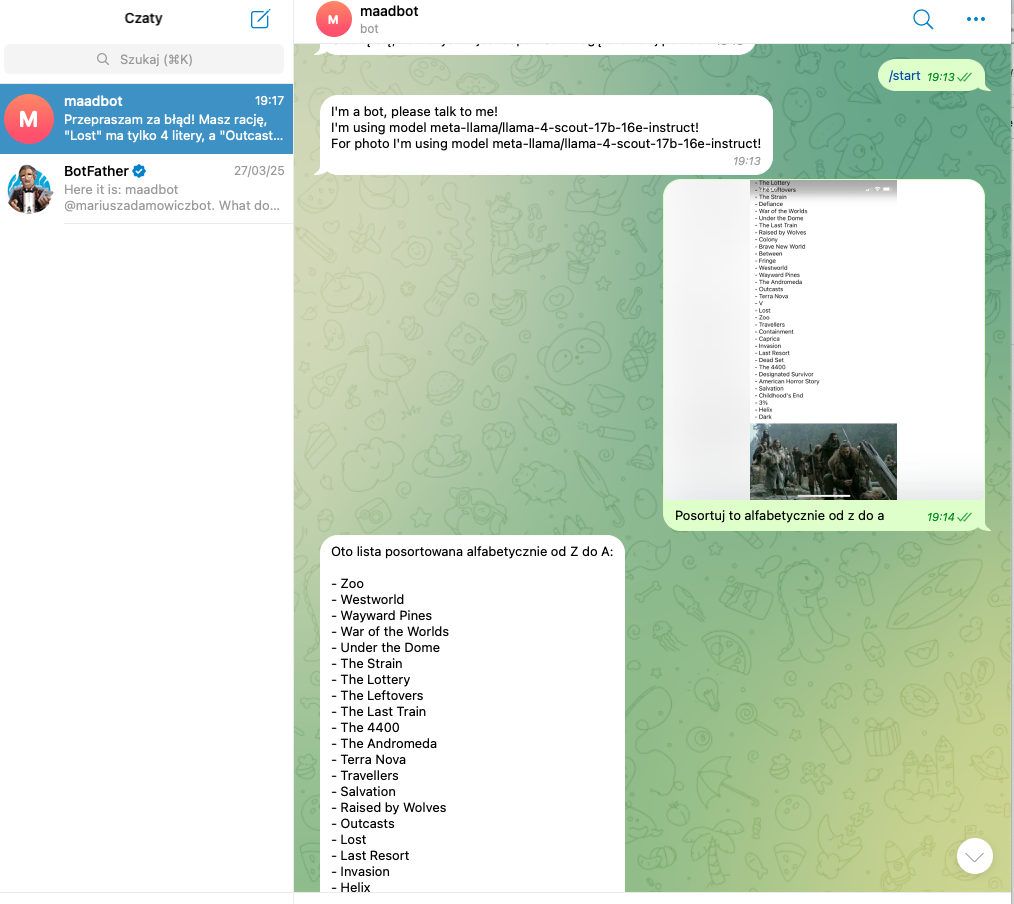 Czaty
Szukaj (⌘K)
M
maadbot
19:17
Przepraszam za błąd! Masz rację,
"Lost" ma tylko 4 litery, a "Outcast...
BotFather
27/03/25
Here it is: maadbot
@mariuszadamowiczbot. What do...
M
maadbot
bot
/start 19:13
I'm a bot, please talk to me!
I'm using model meta-llama/llama-4-scout-17b-16e-instruct!
For photo I'm using model meta-llama/llama-4-scout-17b-16e-instruct!
19:13
- The Lottery
- The Leftovers
- The Strain
- Defiance
- War of the Worlds
- Under the Dome
- The Last Train
- Raised by Wolves
- Colony
- Brave New World
- Between
- Fringe
- Westworld
- Wayward Pines
- The Andromeda
- Outcasts
- Terra Nova
- V
- Lost
- Zoo
- Travellers
- Containment
- Caprica
- Invasion
- Last Resort
- Dead Set
- The 4400
- Designated Survivor
- American Horror Story
- Salvation
- Childhood's End
- 3%
- Helix
- Dark
Posortuj to alfabetycznie od z do a 19:14
Oto lista posortowana alfabetycznie od Z do A:
- Zoo
- Westworld
- Wayward Pines
- War of the Worlds
- Under the Dome
- The Strain
- The Lottery
- The Leftovers
- The Last Train
- The 4400
- The Andromeda
- Terra Nova
- Travellers
- Salvation
- Raised by Wolves
- Outcasts
- Lost
- Last Resort
- Invasion
- Helix